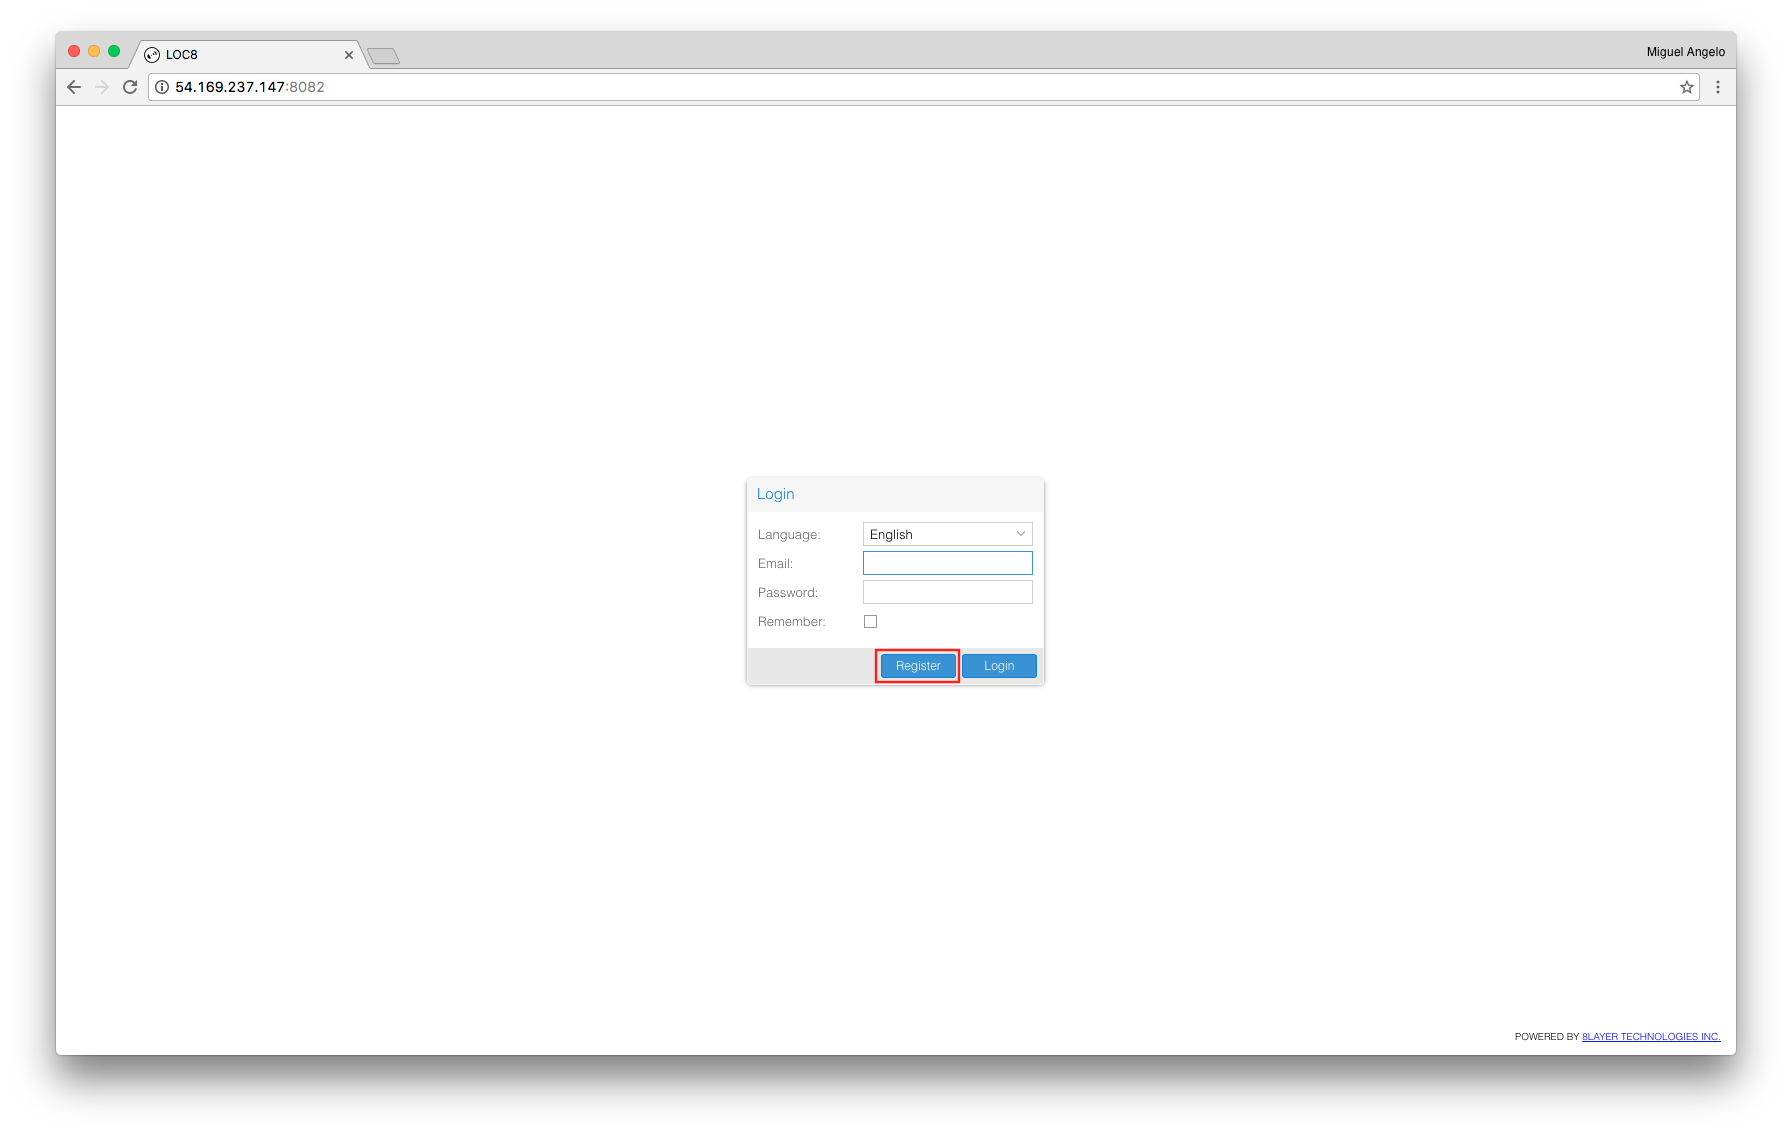 LOC8
Miguel Angelo
54.169.237.147:8082
Login
Language: English
Email:
Password:
Remember:
Register Login
POWERED BY 8LAYER TECHNOLOGIES INC.